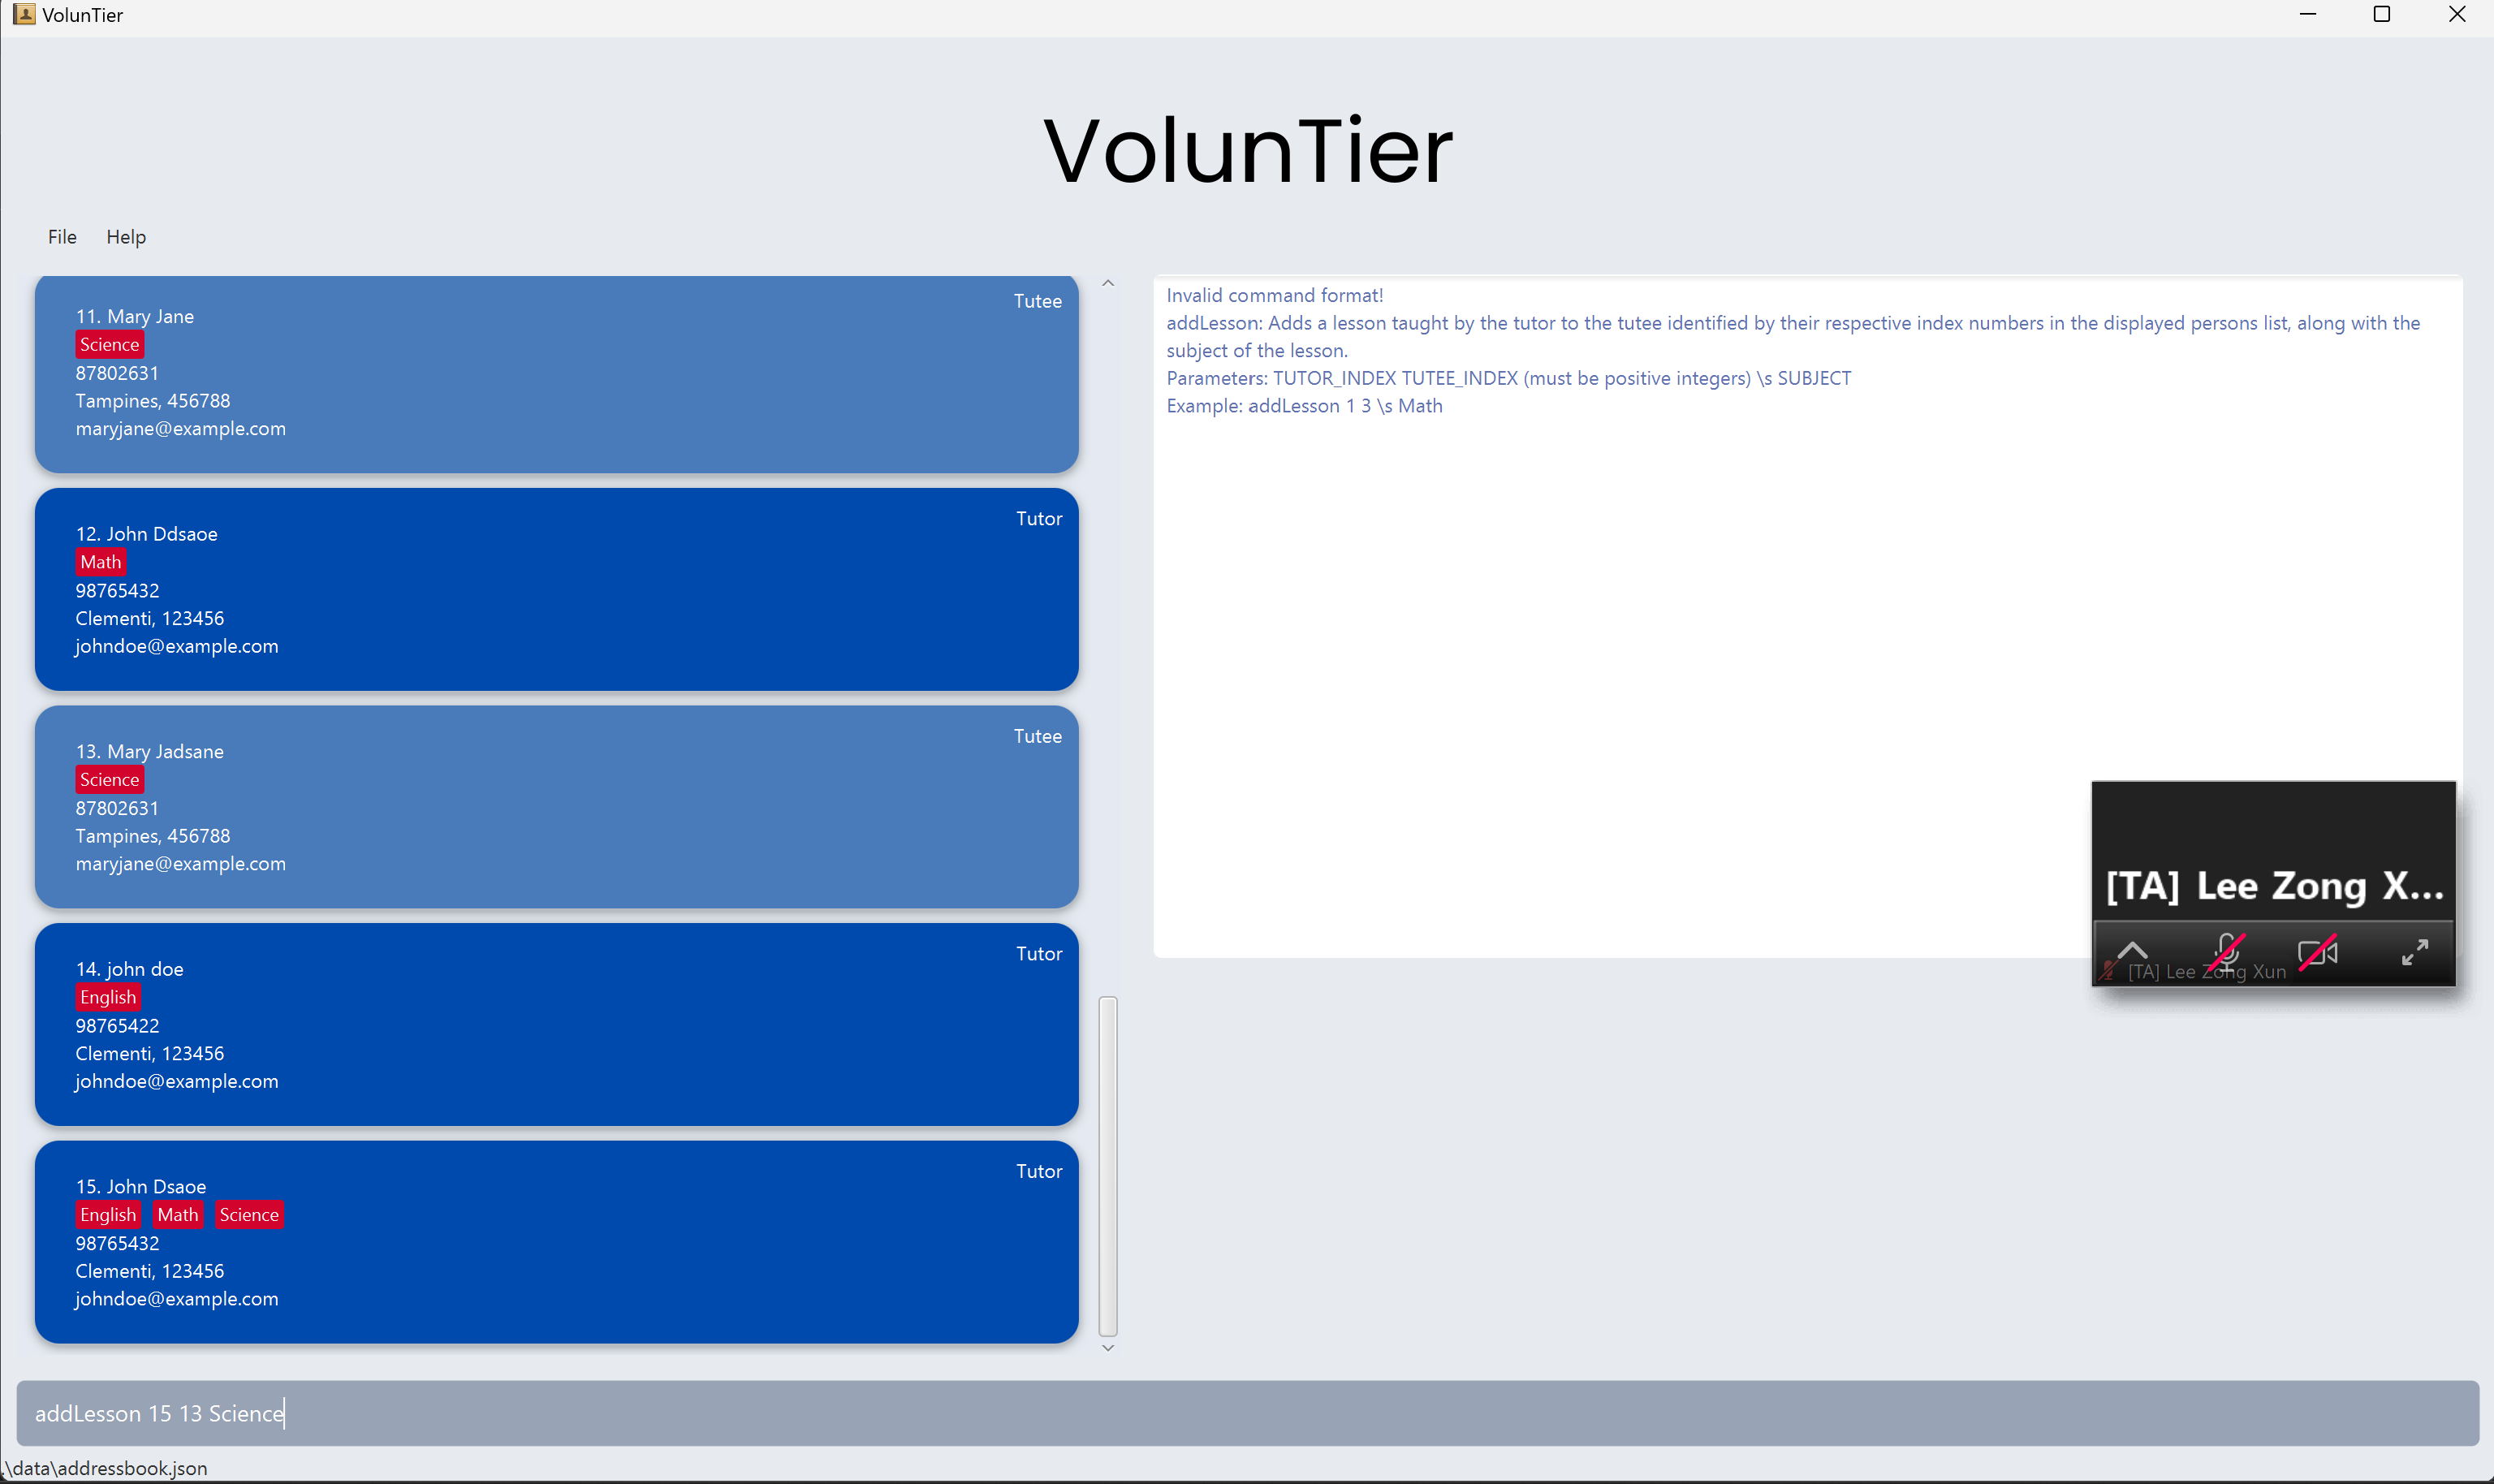 VolunTier
VolunTier
File Help
Tutee
11. Mary Jane
Science
87802631
Tampines, 456788
maryjane@example.com
Tutor
12. John Ddsaoe
Math
98765432
Clementi, 123456
johndoe@example.com
Tutee
13. Mary Jadsane
Science
87802631
Tampines, 456788
maryjane@example.com
Tutor
14. john doe
English
98765422
Clementi, 123456
johndoe@example.com
Tutor
15. John Dsaoe
English Math Science
98765432
Clementi, 123456
johndoe@example.com
Invalid command format!
addLesson: Adds a lesson taught by the tutor to the tutee identified by their respective index numbers in the displayed persons list, along with the
subject of the lesson.
Parameters: TUTOR_INDEX TUTEE_INDEX (must be positive integers) \s SUBJECT
Example: addLesson 1 3 \s Math
[TA] Lee Zong X...
[TA] Lee Zong Xun
addLesson 15 13 Science
.\data\addressbook.json